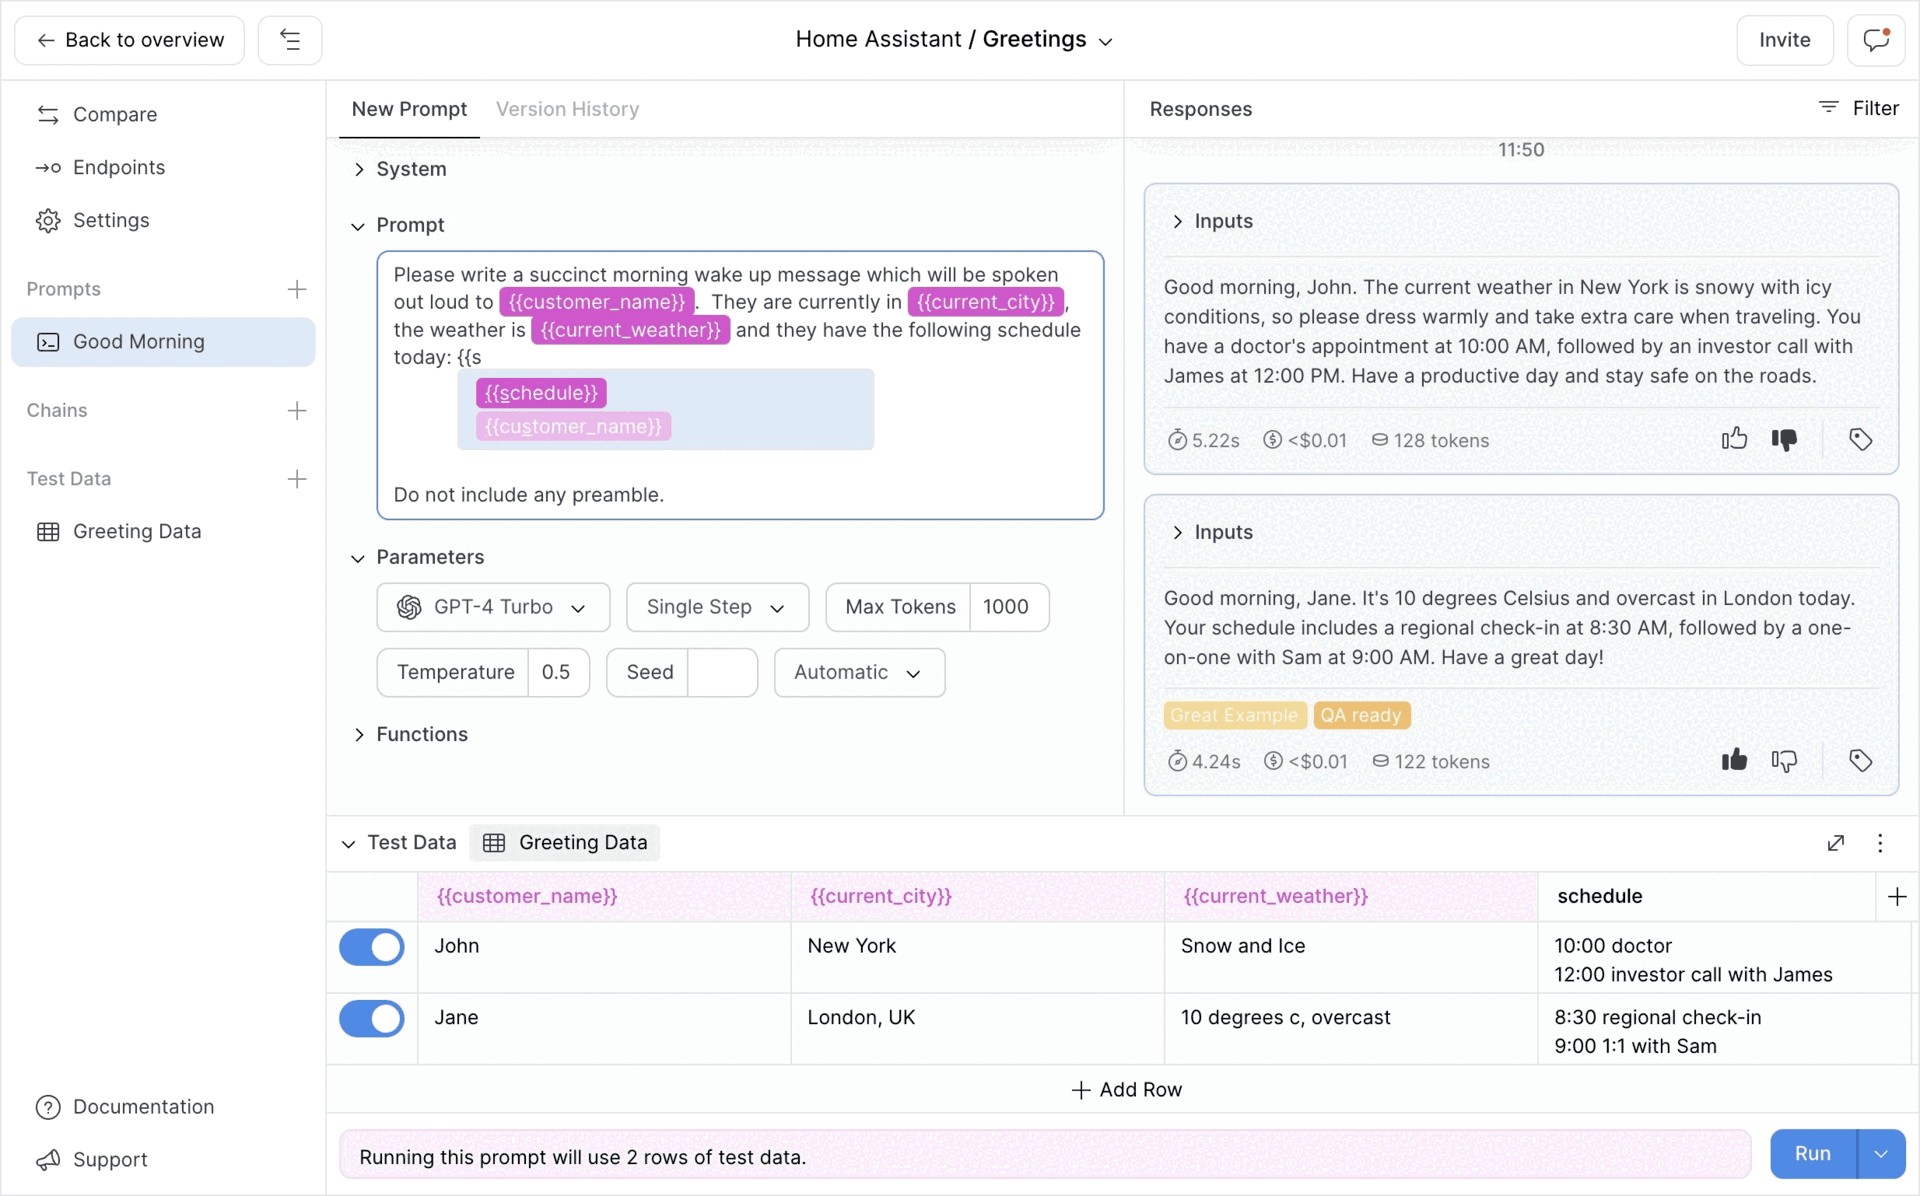 Back to overview
Home Assistant / Greetings
Invite
Compare
Endpoints
Settings
Prompts
Good Morning
Chains
Test Data
Greeting Data
Documentation
Support
New Prompt
Version History
System
Prompt
Please write a succinct morning wake up message which will be spoken
out loud to {{customer_name}}. They are currently in {{current_city}},
the weather is {{current_weather}} and they have the following schedule
today: {{s
{{schedule}}
{{customer_name}}
Do not include any preamble.
Parameters
GPT-4 Turbo
Single Step
Max Tokens 1000
Temperature 0.5
Seed
Automatic
Functions
Responses
Filter
11:50
Inputs
Good morning, John. The current weather in New York is snowy with icy
conditions, so please dress warmly and take extra care when traveling. You
have a doctor's appointment at 10:00 AM, followed by an investor call with
James at 12:00 PM. Have a productive day and stay safe on the roads.
5.22s <$0.01 128 tokens
Inputs
Good morning, Jane. It's 10 degrees Celsius and overcast in London today.
Your schedule includes a regional check-in at 8:30 AM, followed by a one-
on-one with Sam at 9:00 AM. Have a great day!
Great Example QA ready
4.24s <$0.01 122 tokens
Test Data Greeting Data
{{customer_name}} {{current_city}} {{current_weather}} schedule
John New York Snow and Ice 10:00 doctor
12:00 investor call with James
Jane London, UK 10 degrees c, overcast 8:30 regional check-in
9:00 1:1 with Sam
Add Row
Running this prompt will use 2 rows of test data.
Run